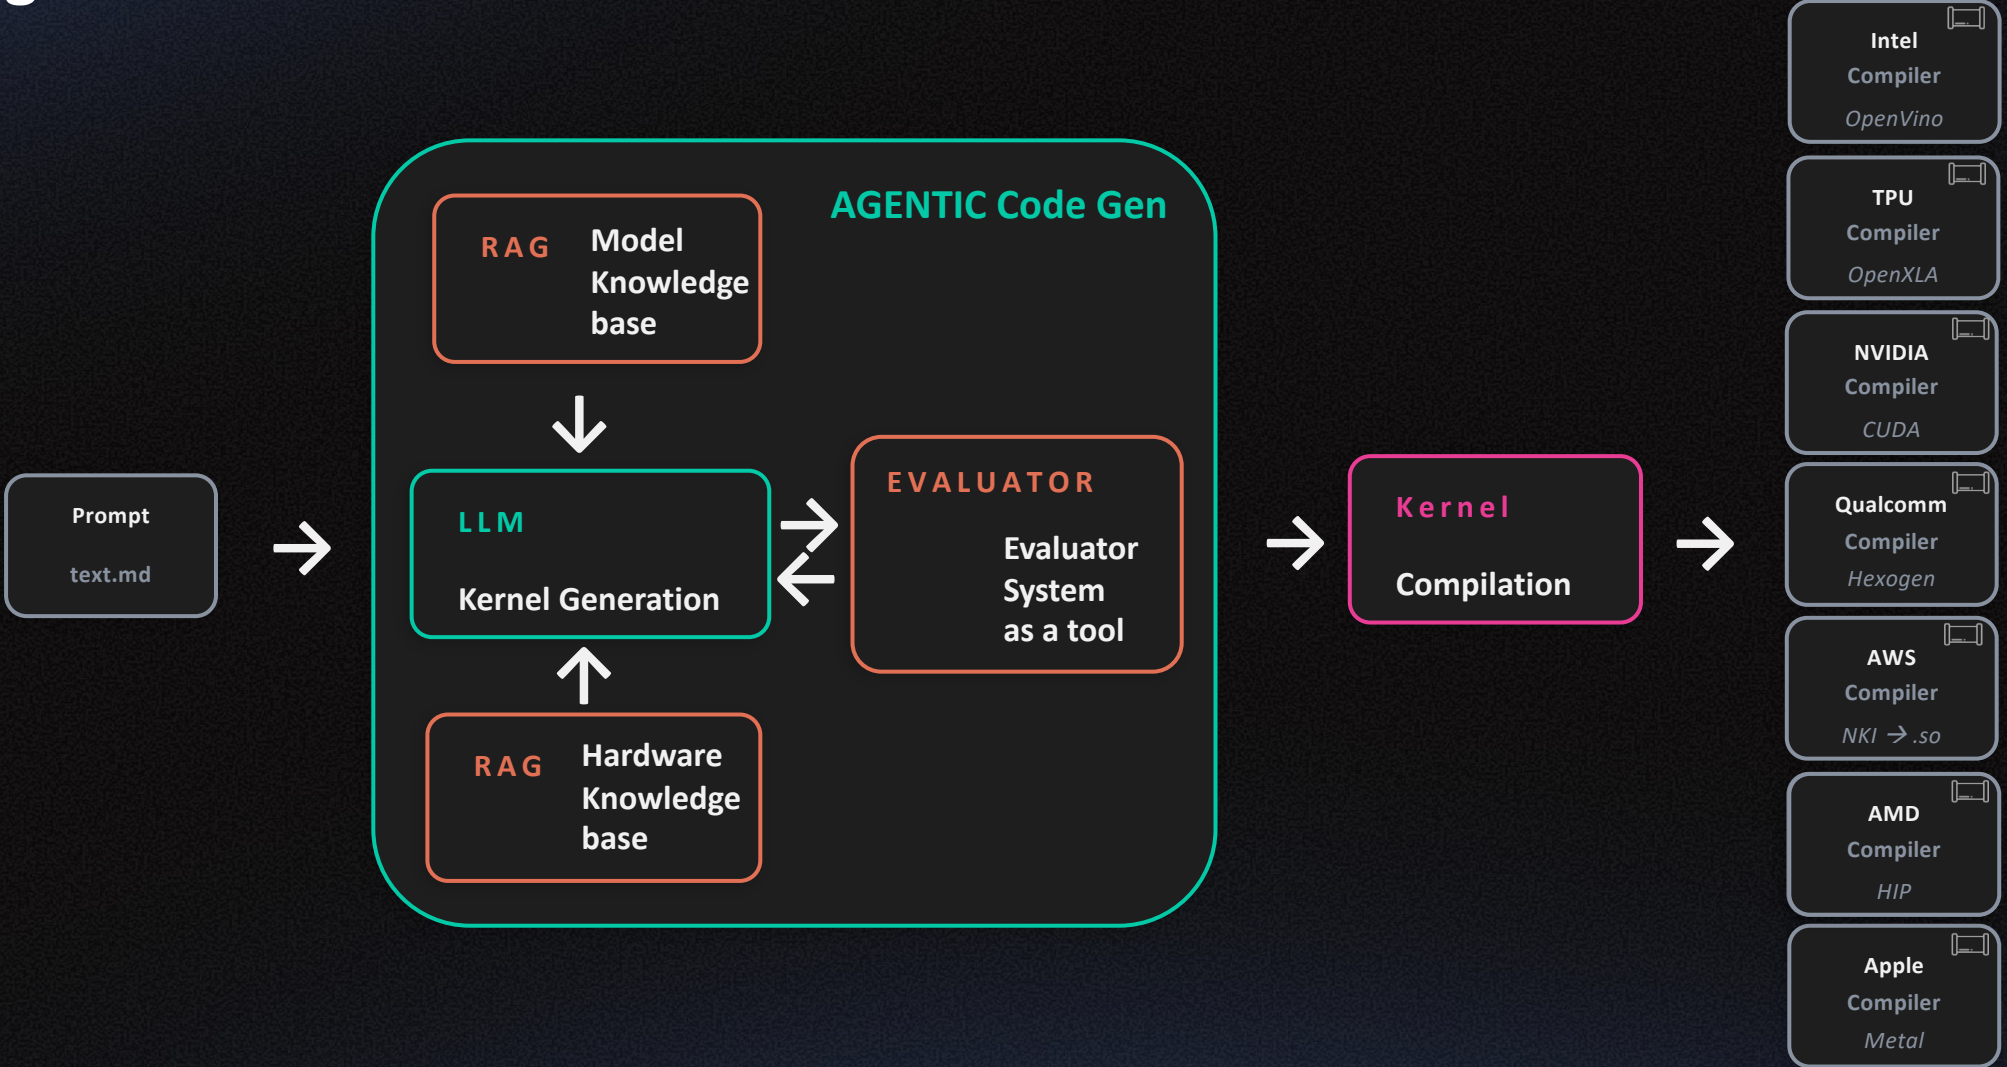 g
Prompt
text.md
AGENTIC Code Gen
RAG
Model
Knowledge
base
LLM
Kernel Generation
EVALUATOR
Evaluator
System
as a tool
RAG
Hardware
Knowledge
base
Kernel
Compilation
Intel
Compiler
OpenVino
TPU
Compiler
OpenXLA
NVIDIA
Compiler
CUDA
Qualcomm
Compiler
Hexogen
AWS
Compiler
NKI → .so
AMD
Compiler
HIP
Apple
Compiler
Metal